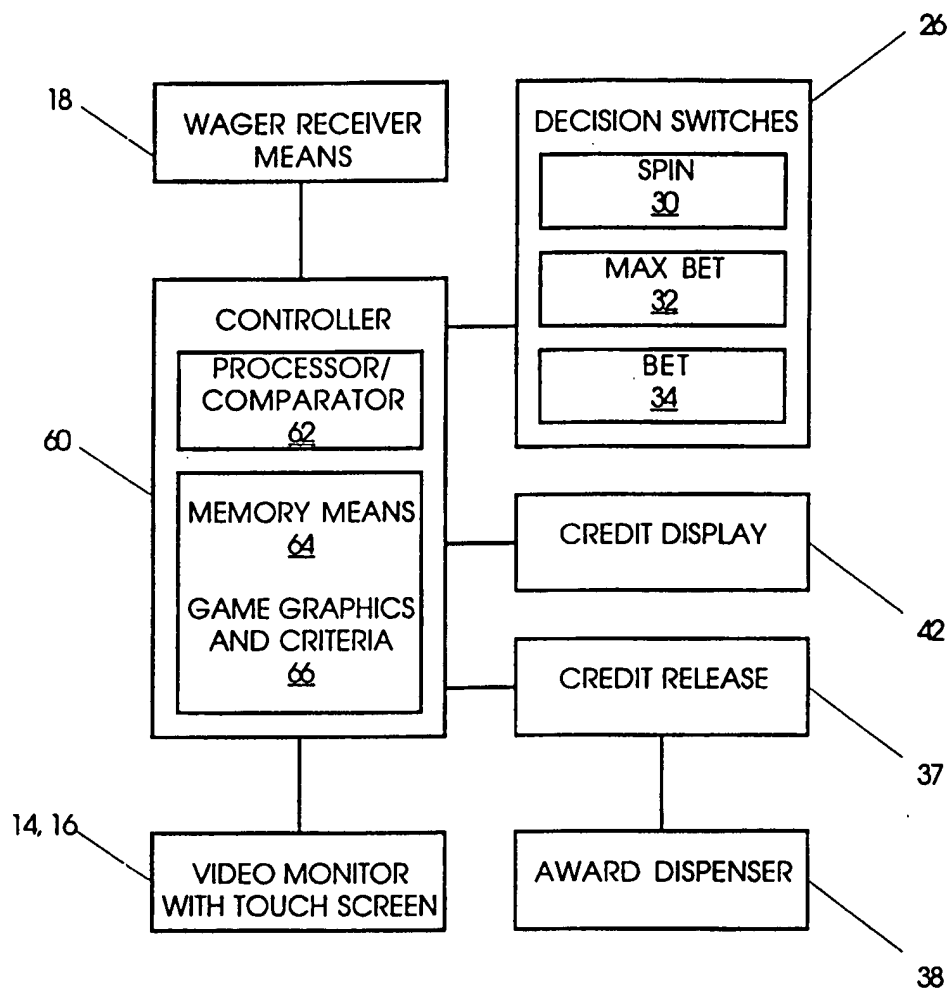 26
18
WAGER RECEIVER
MEANS
DECISION SWITCHES
SPIN
30
MAX BET
32
BET
34
CONTROLLER
PROCESSOR/
COMPARATOR
62
60
MEMORY MEANS
64
GAME GRAPHICS
AND CRITERIA
66
CREDIT DISPLAY
42
CREDIT RELEASE
37
14, 16
VIDEO MONITOR
WITH TOUCH SCREEN
AWARD DISPENSER
38